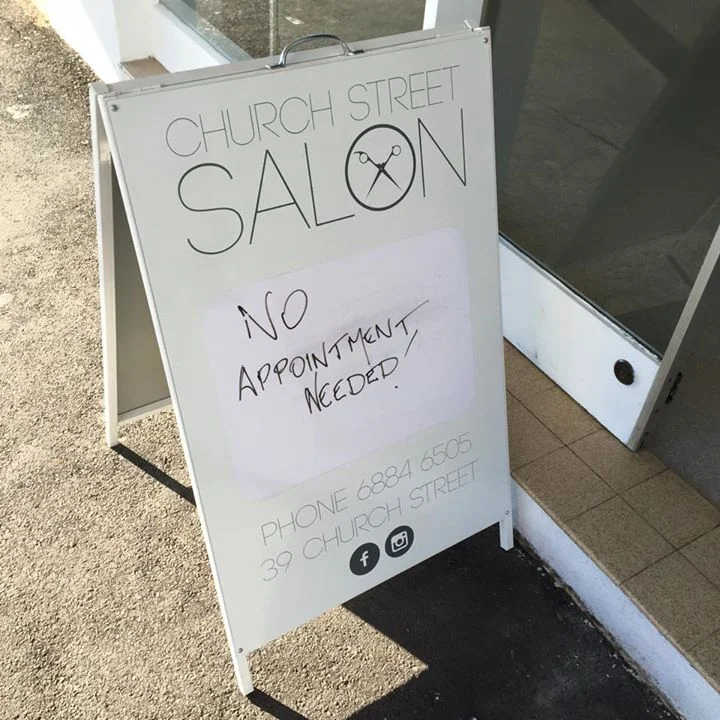 CHURCH STREET
SALON
NO
APPOINTMENT
NEEDED!
PHONE 6884 6505
39 CHURCH STREET
f